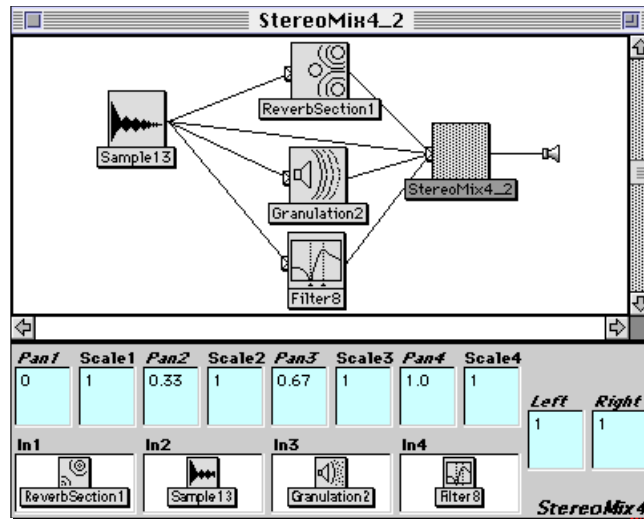 StereoMix4_2
ReverbSection1
Sample13
StereoMix4_2
Granulation2
Filter8
Pan1 Scale1 Pan2 Scale2 Pan3 Scale3 Pan4 Scale4
0 1 0.33 1 0.67 1 1.0 1
Left Right
1 1
In1 In2 In3 In4
ReverbSection1 Sample13 Granulation2 Filter8
StereoMix4